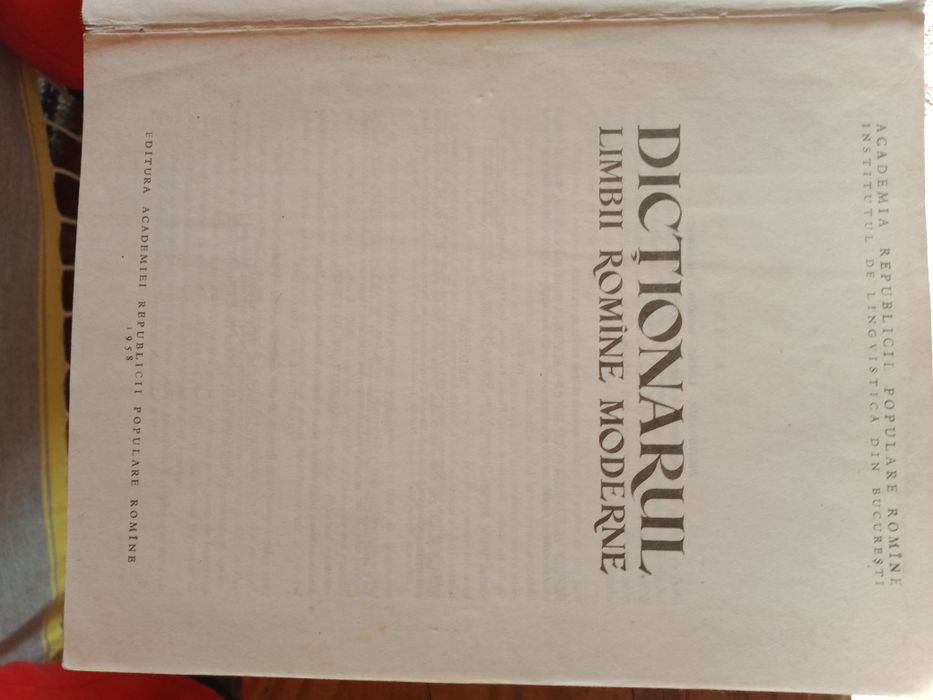 ACADEMIA REPUBLICII POPULARE ROMÎNE
INSTITUTUL DE LINGVISTICĂ DIN BUCUREȘTI
DICȚIONARUL
LIMBII ROMÎNE MODERNE
EDITURA ACADEMIEI REPUBLICII POPULARE ROMÎNE
1958